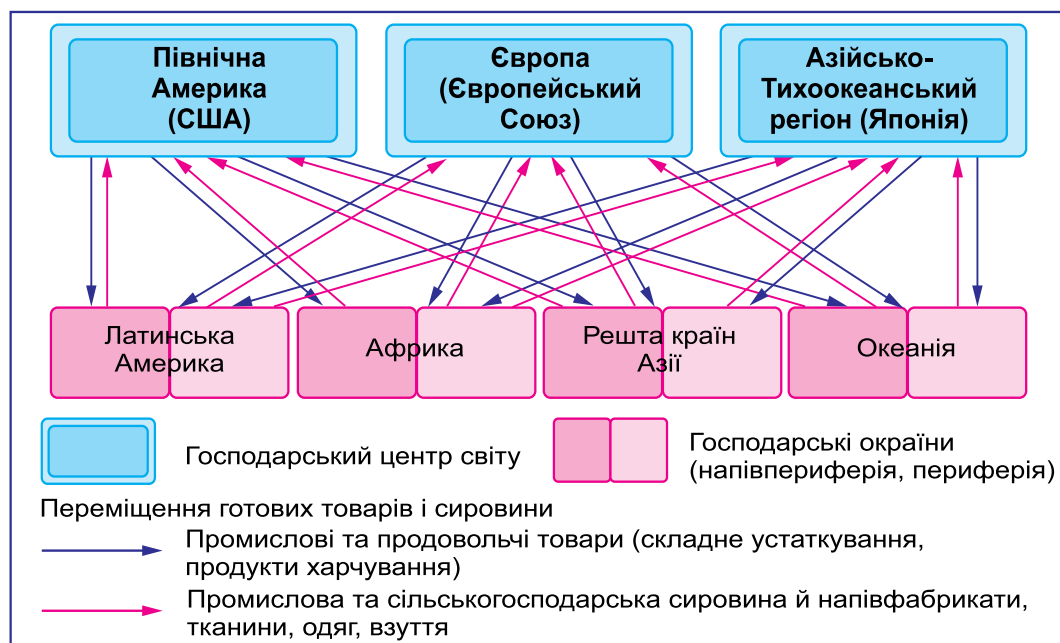 Північна
Америка
(США)
Європа
(Європейський
Союз)
Азійсько-
Тихоокеанський
регіон (Японія)
Латинська
Америка
Африка
Решта країн
Азії
Океанія
Господарський центр світу
Господарські окраїни
(напівпериферія, периферія)
Переміщення готових товарів і сировини
Промислові та продовольчі товари (складне устаткування,
продукти харчування)
Промислова та сільськогосподарська сировина й напівфабрикати,
тканини, одяг, взуття